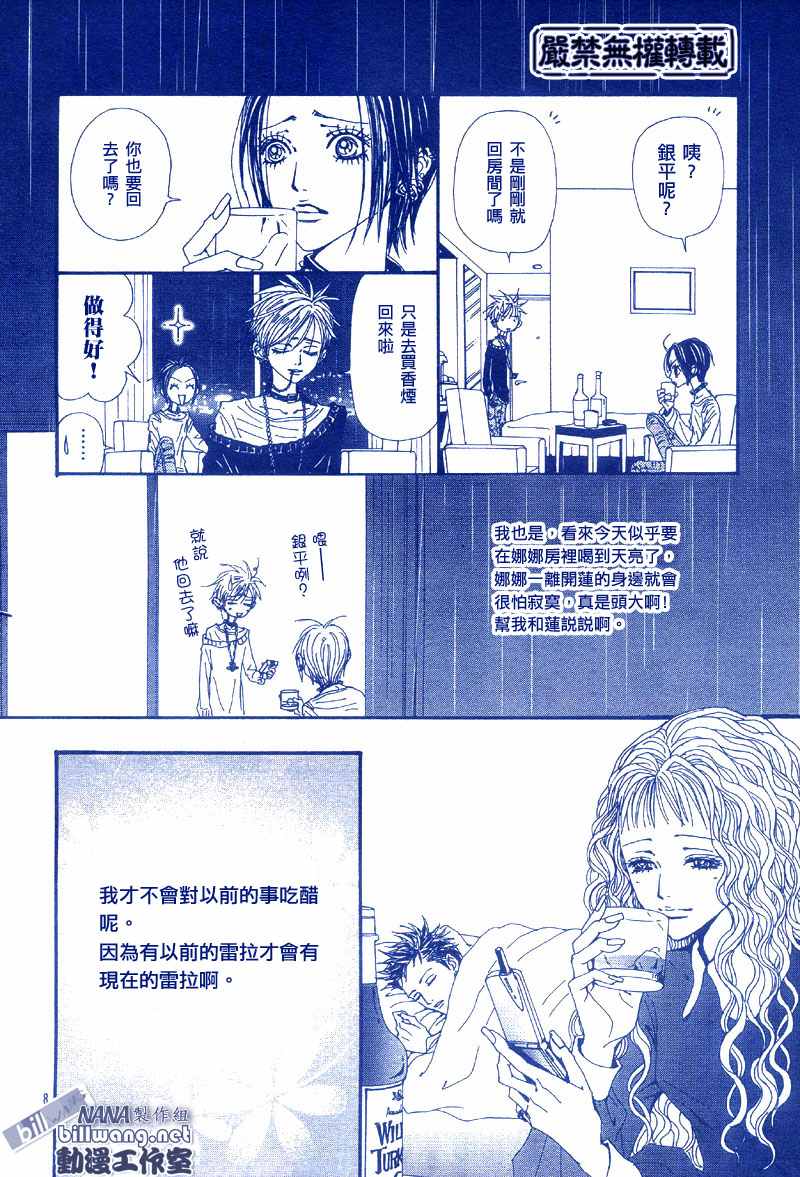 嚴禁無權轉載
咦？
銀平呢？
不是剛剛就
回房間了嗎
你也要回
去了嗎？
只是去買香煙
回來啦
做得好！
……
喂——
銀平咧？
就說
他回去了嘛
我也是，看來今天似乎要
在娜娜房裡喝到天亮了，
娜娜一離開蓮的身邊就會
很怕寂寞，真是頭大啊!
幫我和蓮說說啊。
我才不會對以前的事吃醋
呢。
因為有以前的雷拉才會有
現在的雷拉啊。
WILD
TURK
8
bill
NANA製作組
billwang.net
動漫工作室